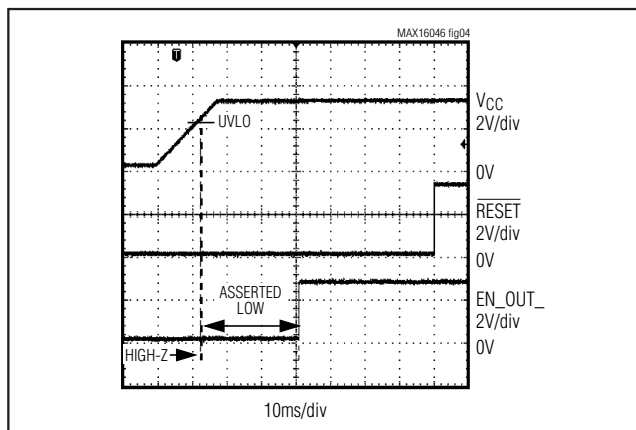 MAX16046 fig04
UVLO
VCC
2V/div
0V
RESET
2V/div
0V
ASSERTED
LOW
EN_OUT_
2V/div
0V
HIGH-Z
10ms/div